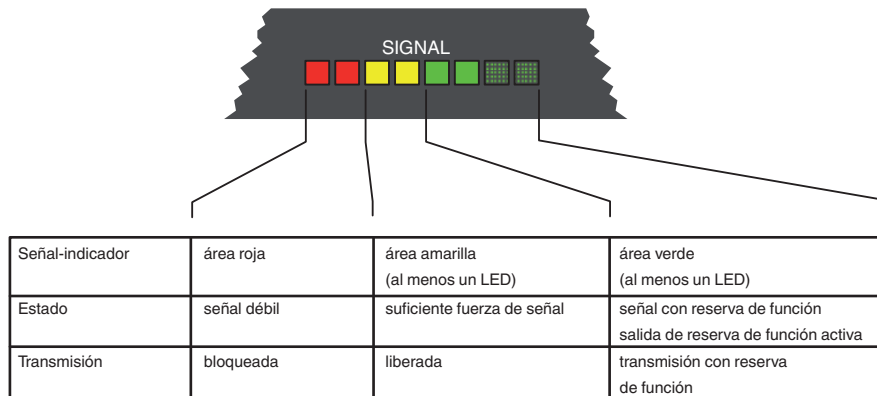 SIGNAL
Señal-indicador
área roja
área amarilla
(al menos un LED)
área verde
(al menos un LED)
Estado
señal débil
suficiente fuerza de señal
señal con reserva de función
salida de reserva de función activa
Transmisión
bloqueada
liberada
transmisión con reserva
de función